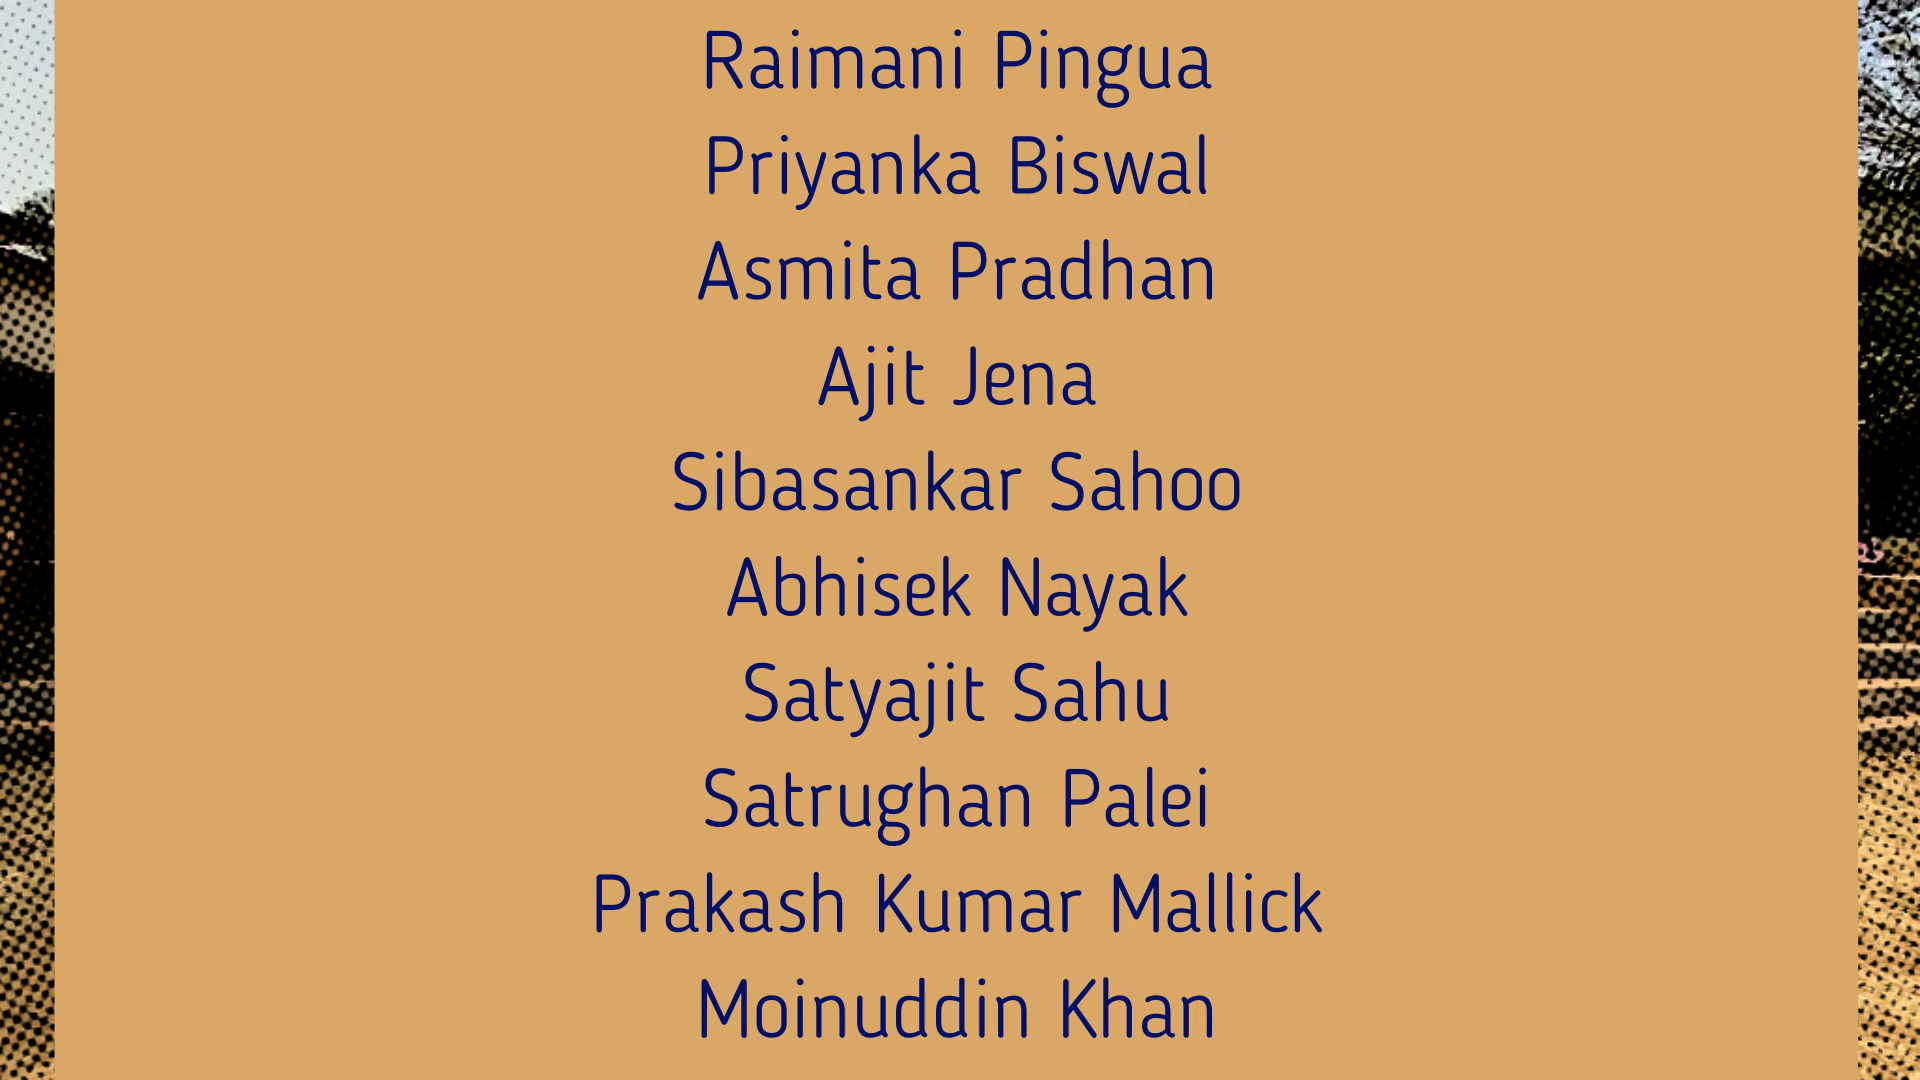 Raimani Pingua
Priyanka Biswal
Asmita Pradhan
Ajit Jena
Sibasankar Sahoo
Abhisek Nayak
Satyajit Sahu
Satrughan Palei
Prakash Kumar Mallick
Moinuddin Khan